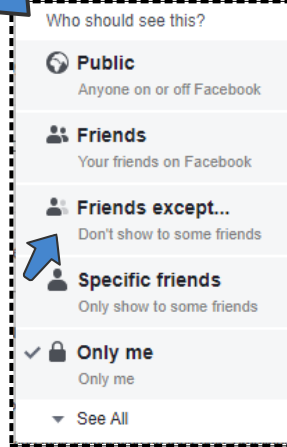 Who should see this?
Public
Anyone on or off Facebook
Friends
Your friends on Facebook
Friends except...
Don't show to some friends
Specific friends
Only show to some friends
Only me
Only me
See All